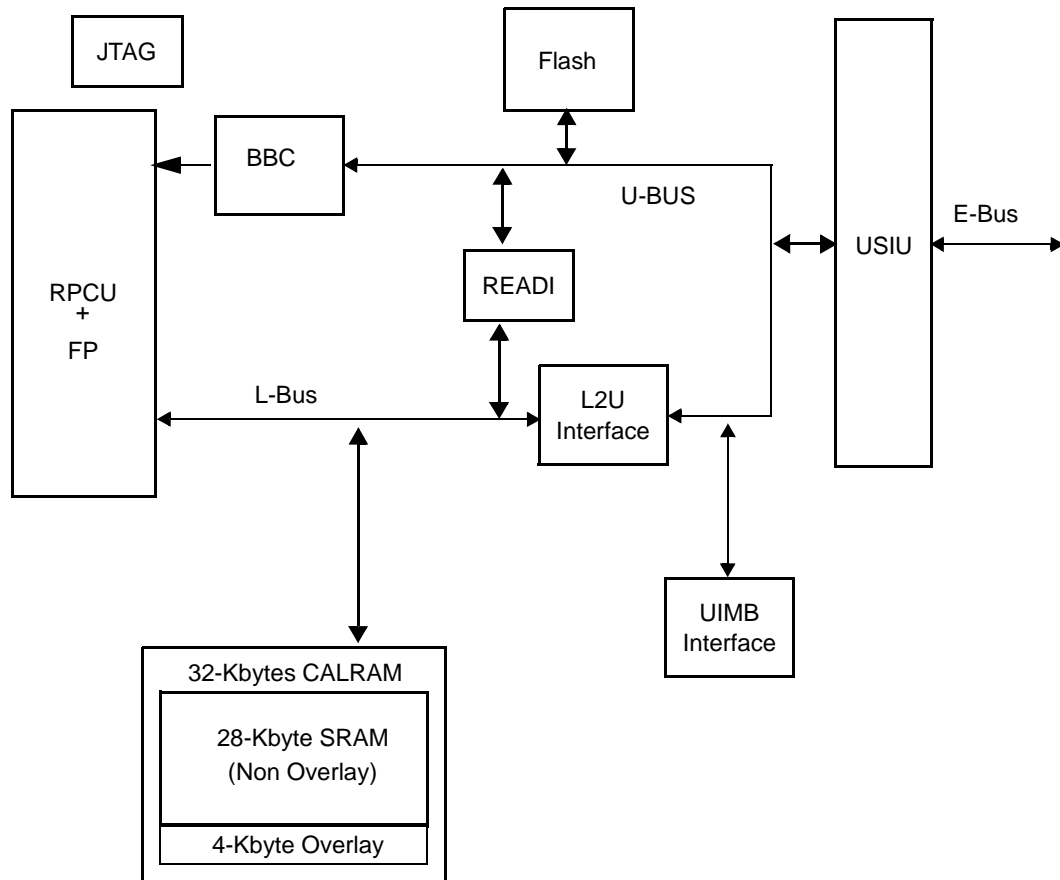 JTAG
Flash
BBC
U-BUS
E-Bus
USIU
READI
RPCU
+
FP
L-Bus
L2U
Interface
UIMB
Interface
32-Kbytes CALRAM
28-Kbyte SRAM
(Non Overlay)
4-Kbyte Overlay